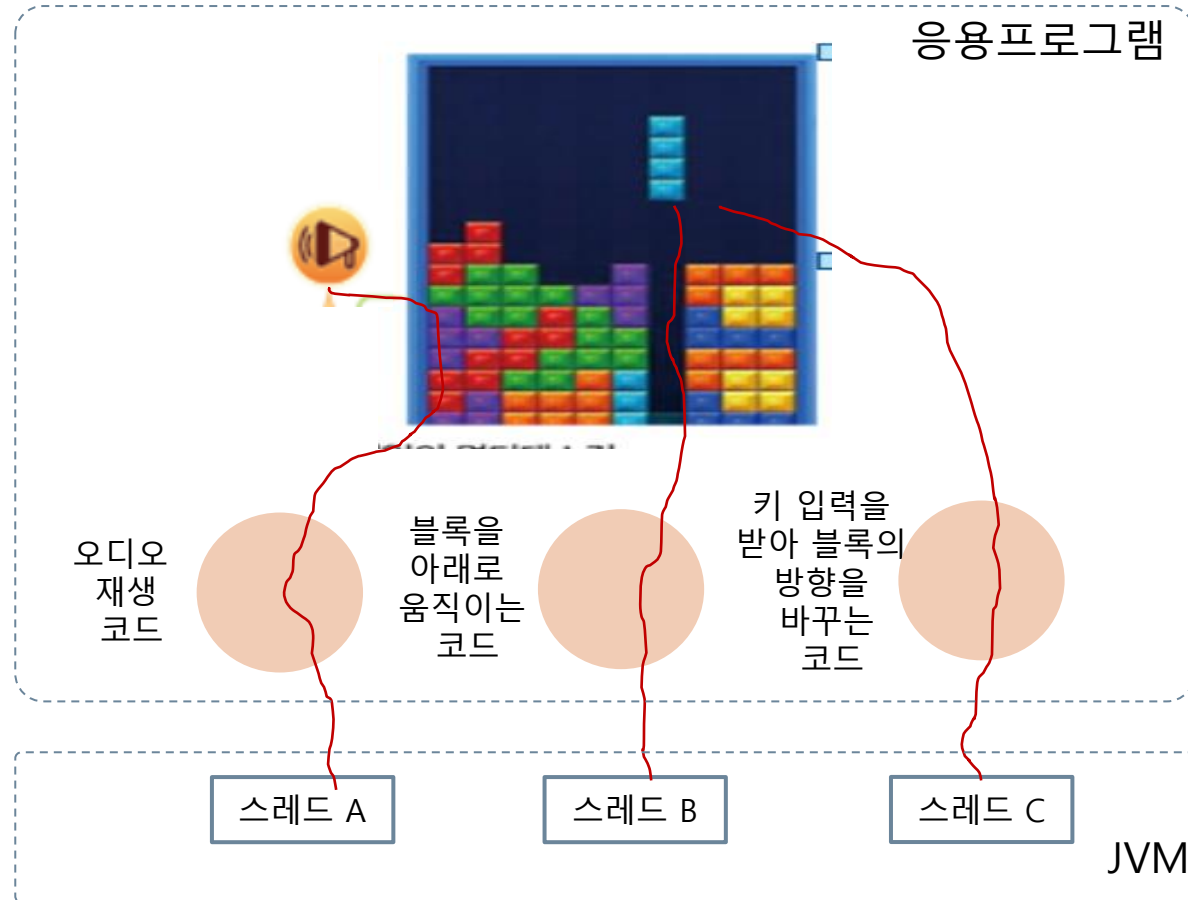 응용프로그램
오디오
재생
코드
블록을
아래로
움직이는
코드
키 입력을
받아 블록의
방향을
바꾸는
코드
스레드 A
스레드 B
스레드 C
JVM